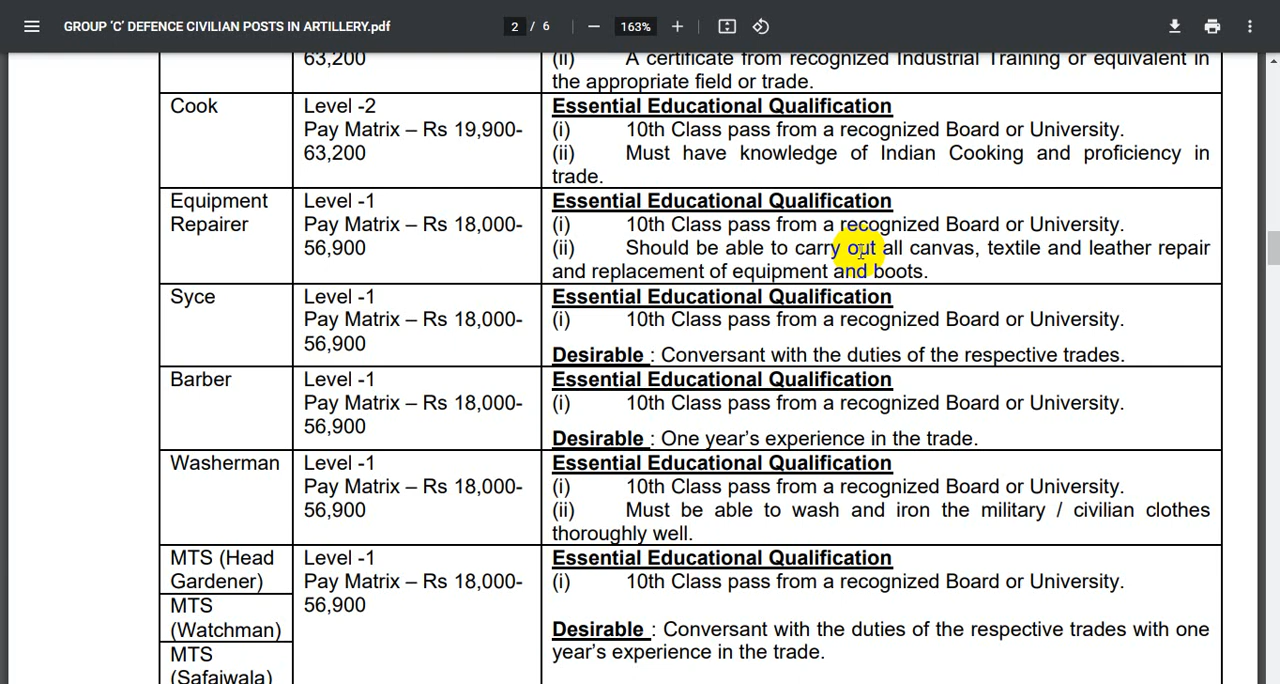 GROUP ‘C’ DEFENCE CIVILIAN POSTS IN ARTILLERY.pdf
2 / 6
163%
63,200
(ii) A certificate from recognized Industrial Training or equivalent in
the appropriate field or trade.
Cook
Level -2
Pay Matrix – Rs 19,900-
63,200
Essential Educational Qualification
(i) 10th Class pass from a recognized Board or University.
(ii) Must have knowledge of Indian Cooking and proficiency in
trade.
Equipment
Repairer
Level -1
Pay Matrix – Rs 18,000-
56,900
Essential Educational Qualification
(i) 10th Class pass from a recognized Board or University.
(ii) Should be able to carry out all canvas, textile and leather repair
and replacement of equipment and boots.
Syce
Level -1
Pay Matrix – Rs 18,000-
56,900
Essential Educational Qualification
(i) 10th Class pass from a recognized Board or University.
Desirable : Conversant with the duties of the respective trades.
Barber
Level -1
Pay Matrix – Rs 18,000-
56,900
Essential Educational Qualification
(i) 10th Class pass from a recognized Board or University.
Desirable : One year’s experience in the trade.
Washerman
Level -1
Pay Matrix – Rs 18,000-
56,900
Essential Educational Qualification
(i) 10th Class pass from a recognized Board or University.
(ii) Must be able to wash and iron the military / civilian clothes
thoroughly well.
MTS (Head
Gardener)
MTS
(Watchman)
MTS
(Safaiwala)
Level -1
Pay Matrix – Rs 18,000-
56,900
Essential Educational Qualification
(i) 10th Class pass from a recognized Board or University.
Desirable : Conversant with the duties of the respective trades with one
year’s experience in the trade.